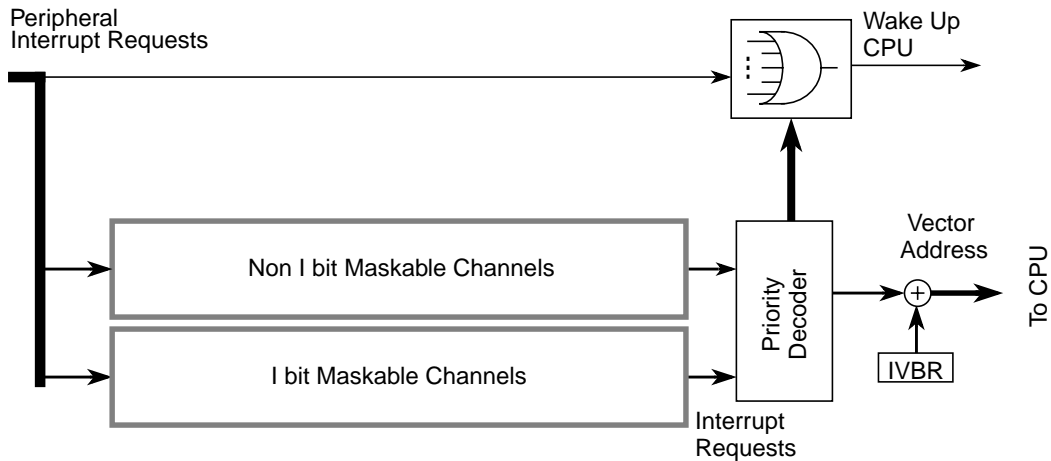 Peripheral
Interrupt Requests
Wake Up
CPU
Non I bit Maskable Channels
I bit Maskable Channels
Priority
Decoder
Interrupt
Requests
Vector
Address
+
IVBR
To CPU